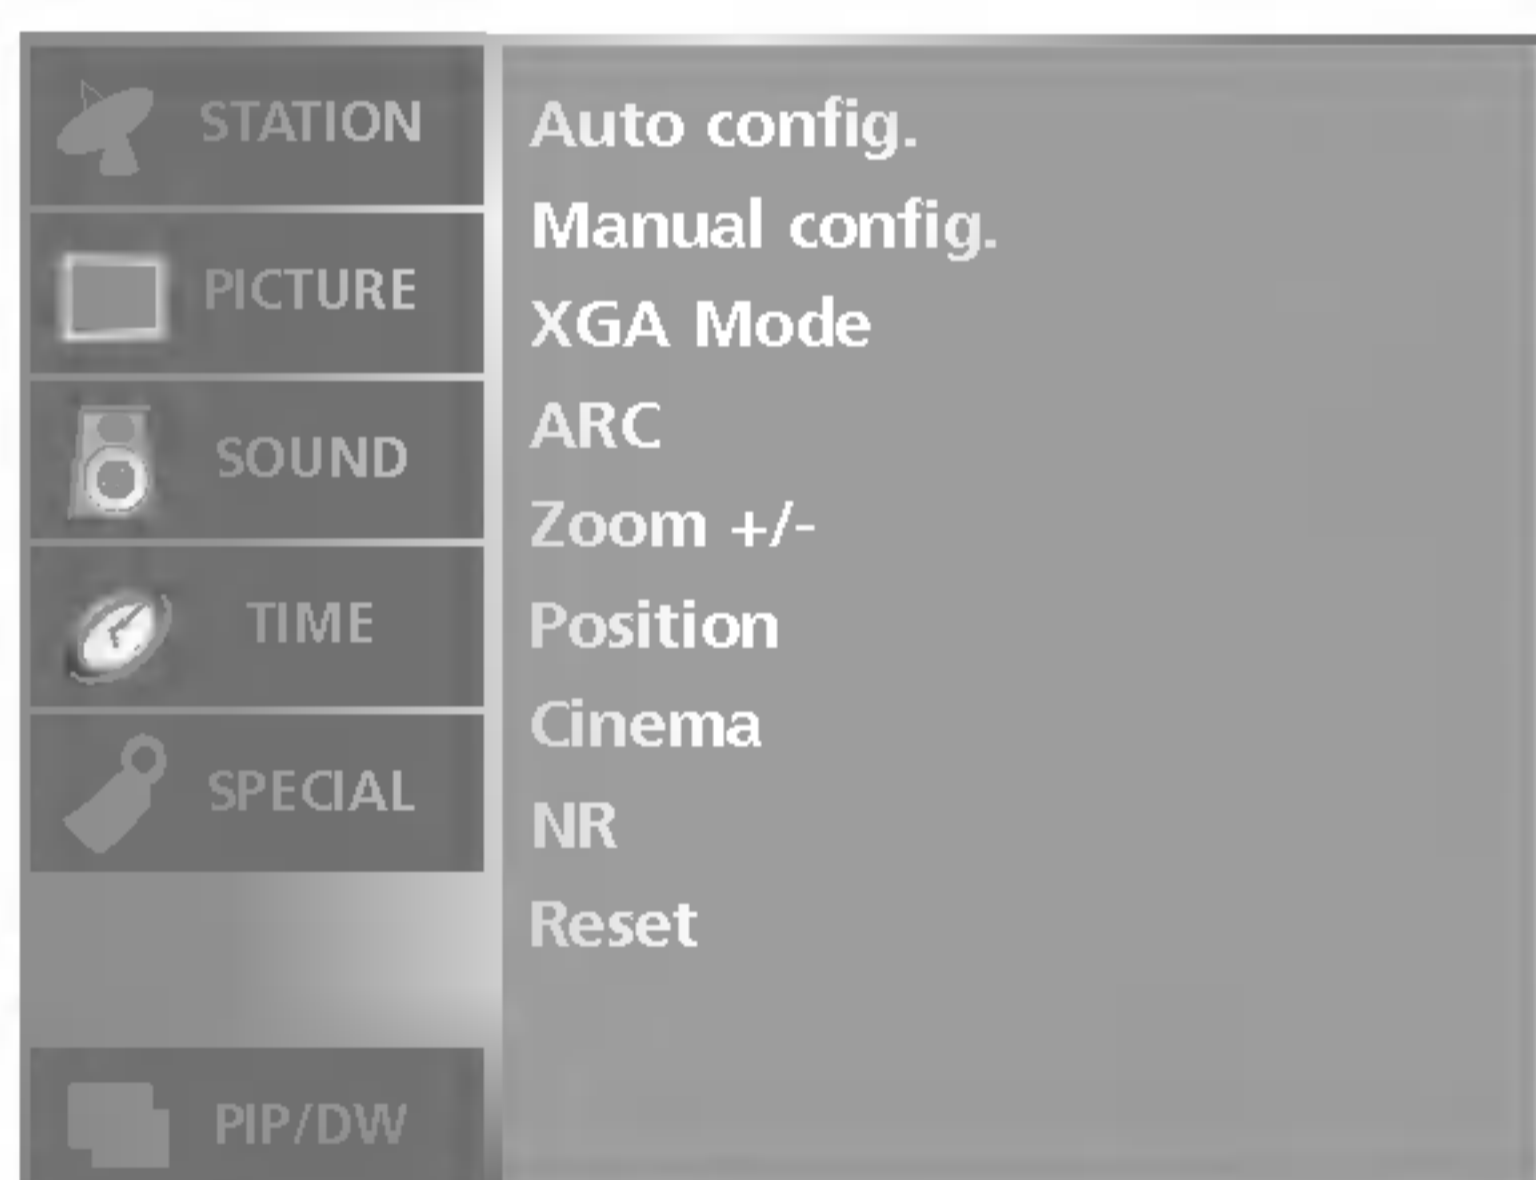 STATION
PICTURE
SOUND
TIME
SPECIAL
PIP/DW
Auto config.
Manual config.
XGA Mode
ARC
Zoom +/-
Position
Cinema
NR
Reset